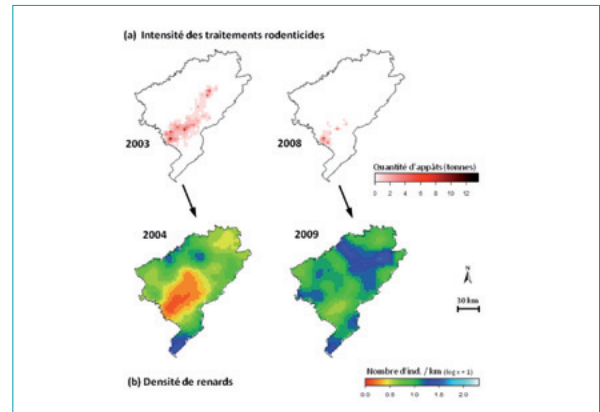 (a) Intensité des traitements rodenticides
2003
2008
Quantité d'appâts (tonnes)
0 2 4 6 8 10 12
2004
2009
N
30 km
Nombre d'ind. / km (log x + 1)
0.0 0.5 1.0 1.5 2.0
(b) Densité de renards